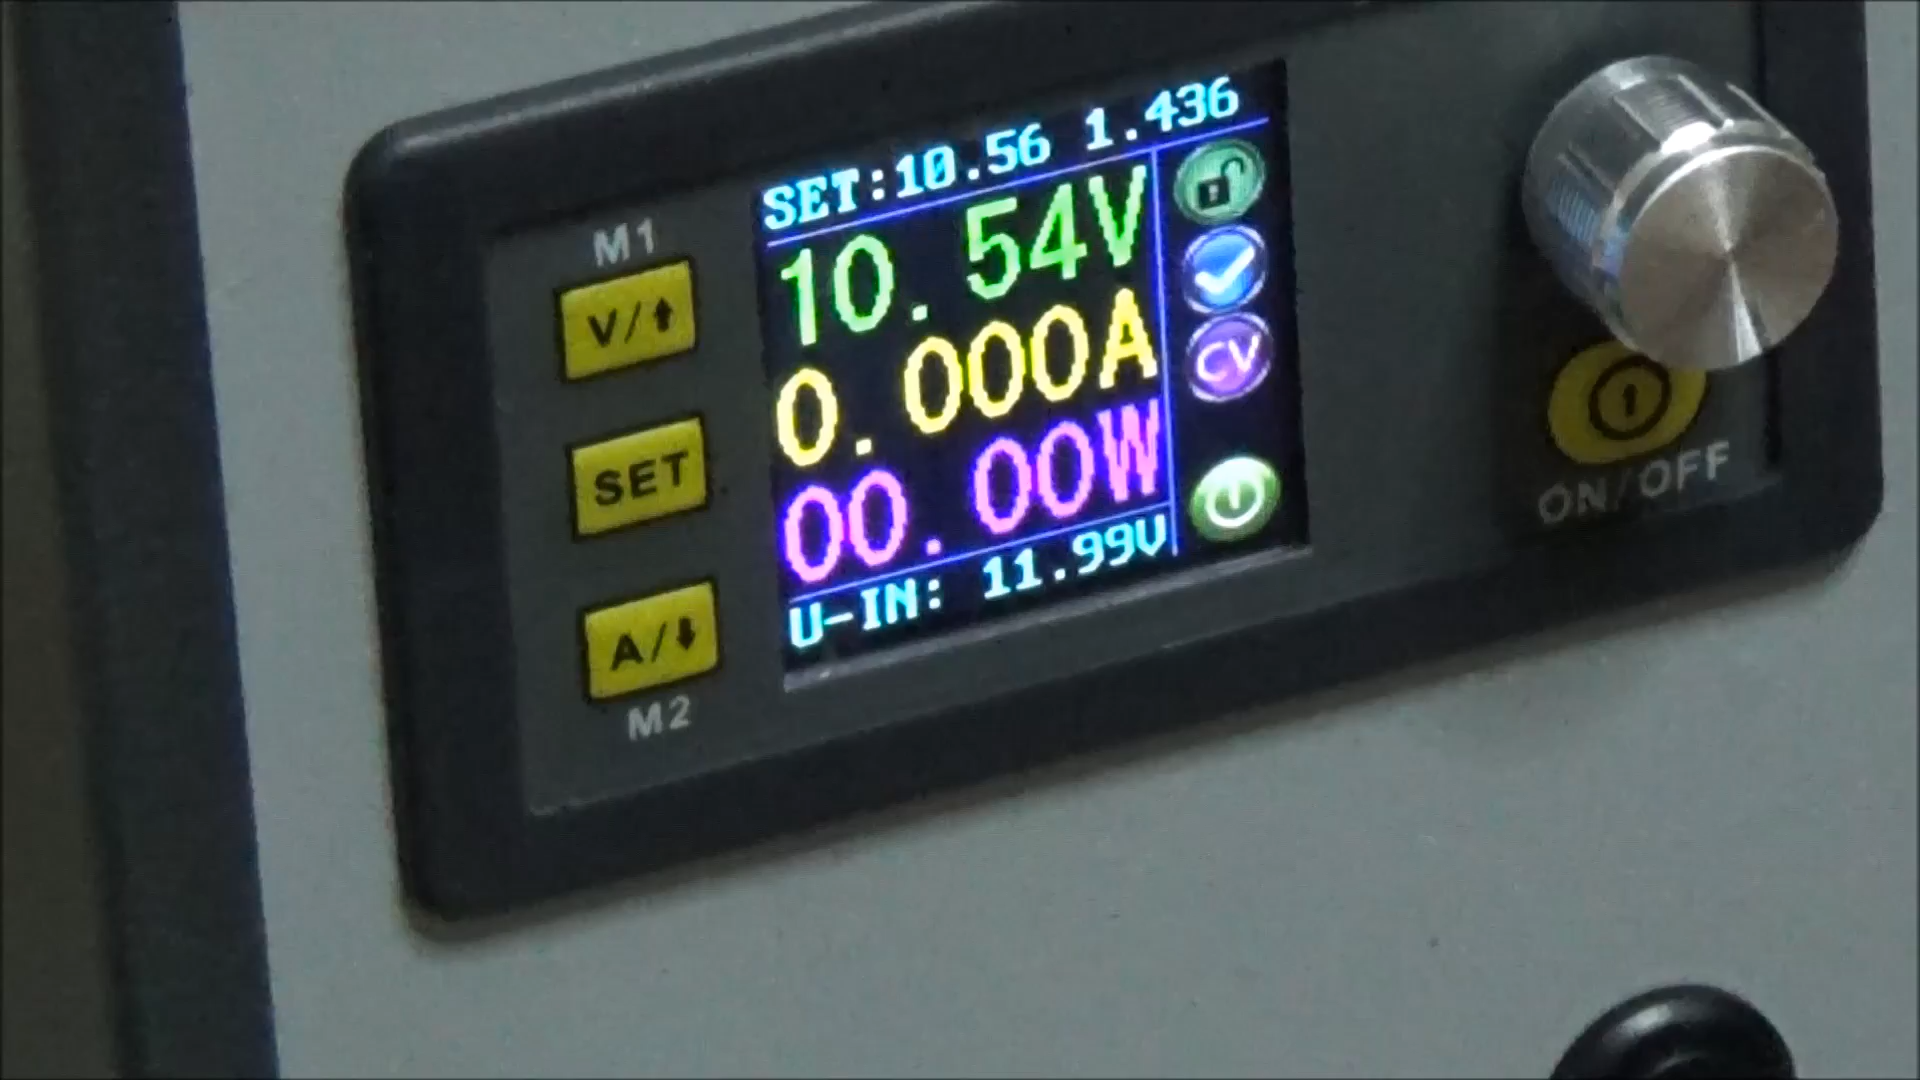 SET:10.56 1.436
10.54V
0.000A
CV
00.00W
U-IN: 11.99V
M1
V/⬆
SET
A/⬇
M2
ON/OFF